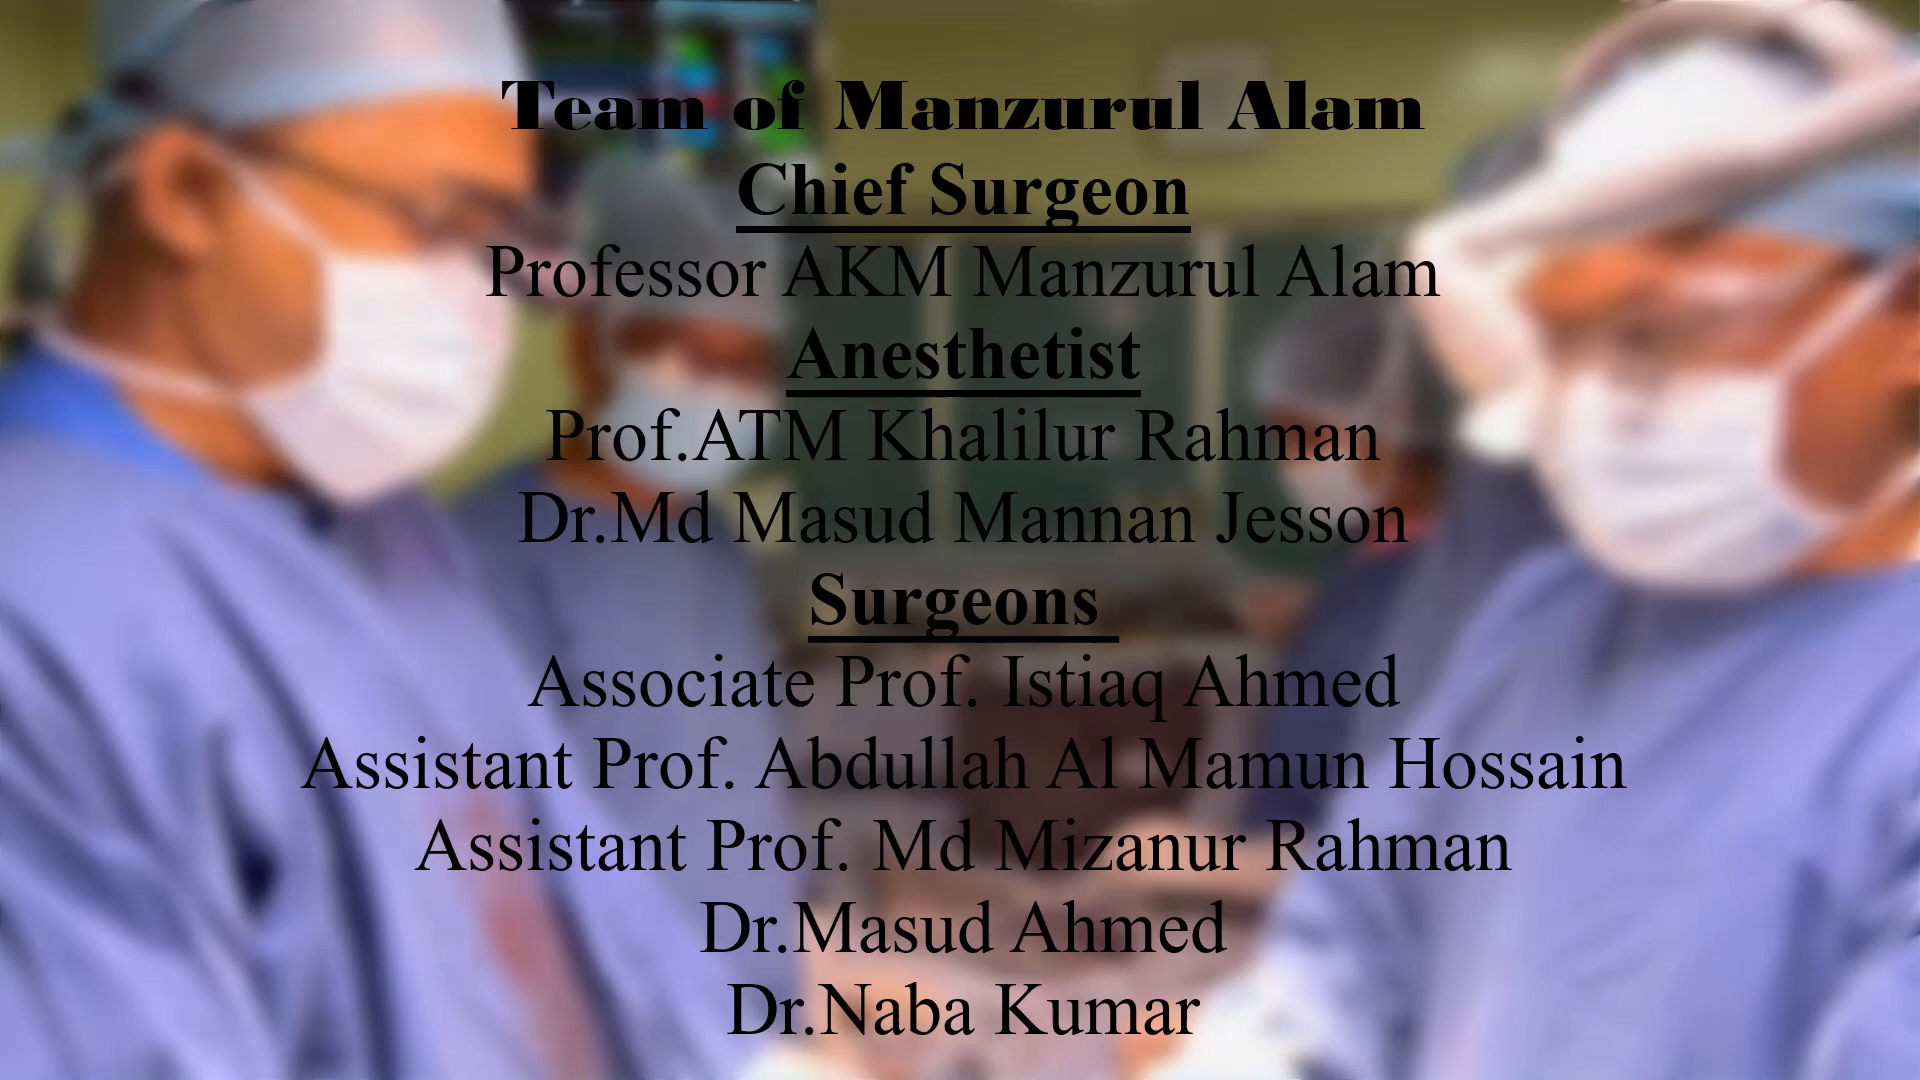 Team of Manzurul Alam
Chief Surgeon
Professor AKM Manzurul Alam
Anesthetist
Prof.ATM Khalilur Rahman
Dr.Md Masud Mannan Jesson
Surgeons
Associate Prof. Istiaq Ahmed
Assistant Prof. Abdullah Al Mamun Hossain
Assistant Prof. Md Mizanur Rahman
Dr.Masud Ahmed
Dr.Naba Kumar